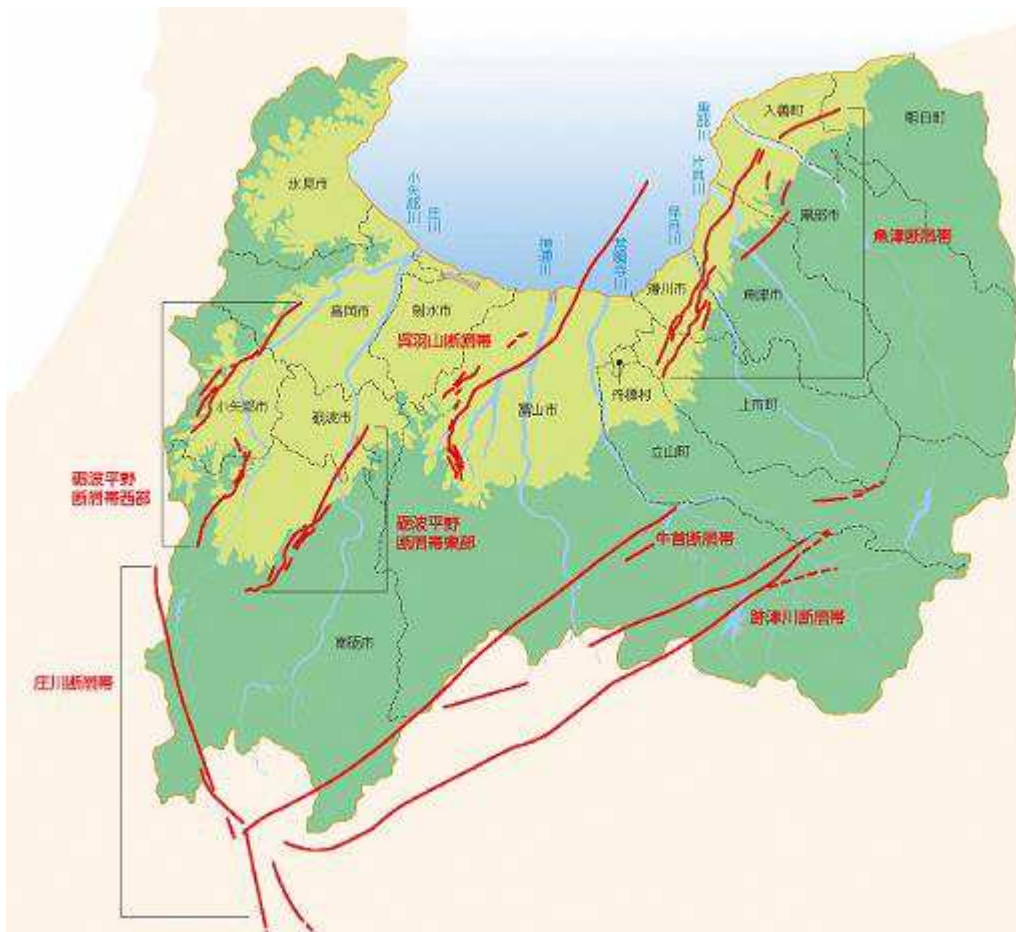 入善町
朝日町
黒部川
片貝川
氷見市
小矢部川
庄川
黒部市
早月川
魚津断層帯
神通川
常願寺川
滑川市
魚津市
高岡市
射水市
呉羽山断層帯
舟橋村
小矢部市
砺波市
富山市
上市町
立山町
砺波平野
断層帯西部
砺波平野
断層帯東部
牛首断層帯
跡津川断層帯
南砺市
庄川断層帯